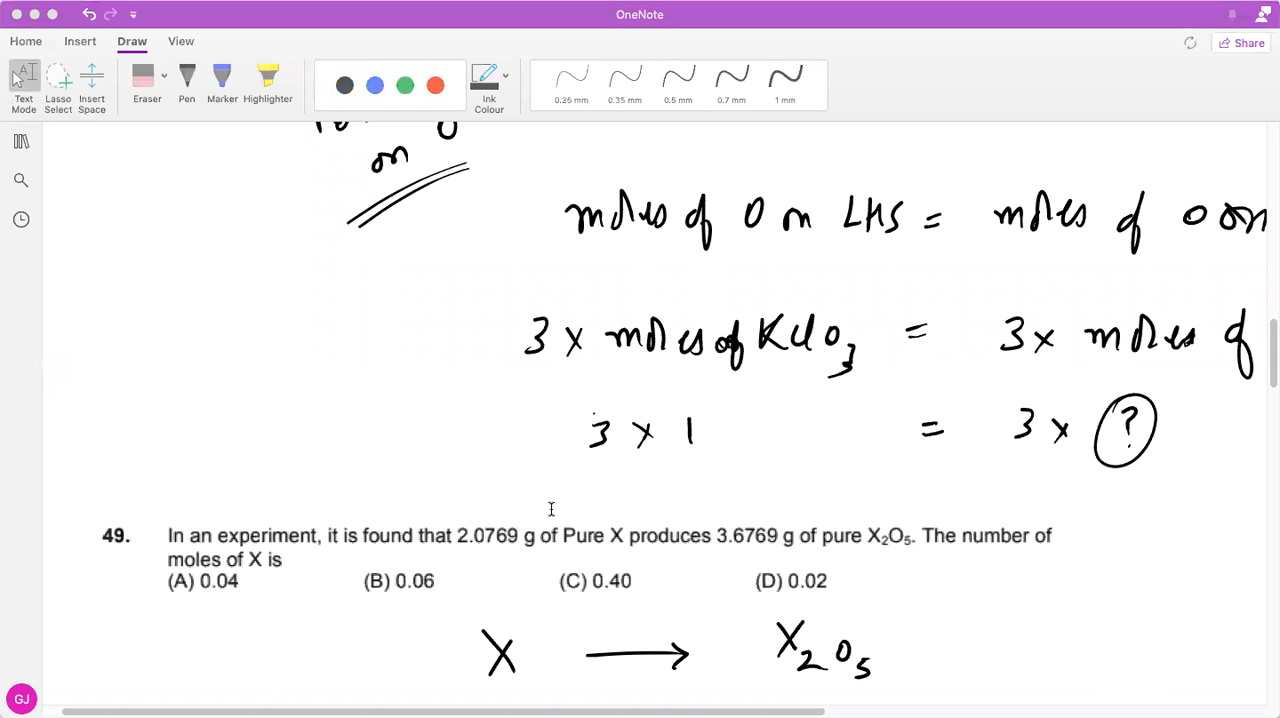 OneNote
Home Insert Draw View
Share
Text Mode
Lasso Select
Insert Space
Eraser
Pen
Marker
Highlighter
Ink Colour
0.25 mm 0.35 mm 0.5 mm 0.7 mm 1 mm
on
moles of O on LHS = moles of O on
3 x moles of KClO3 = 3 x moles of
3 x 1 = 3 x ?
49. In an experiment, it is found that 2.0769 g of Pure X produces 3.6769 g of pure X₂O₅. The number of
moles of X is
(A) 0.04 (B) 0.06 (C) 0.40 (D) 0.02
X → X2O5
GJ